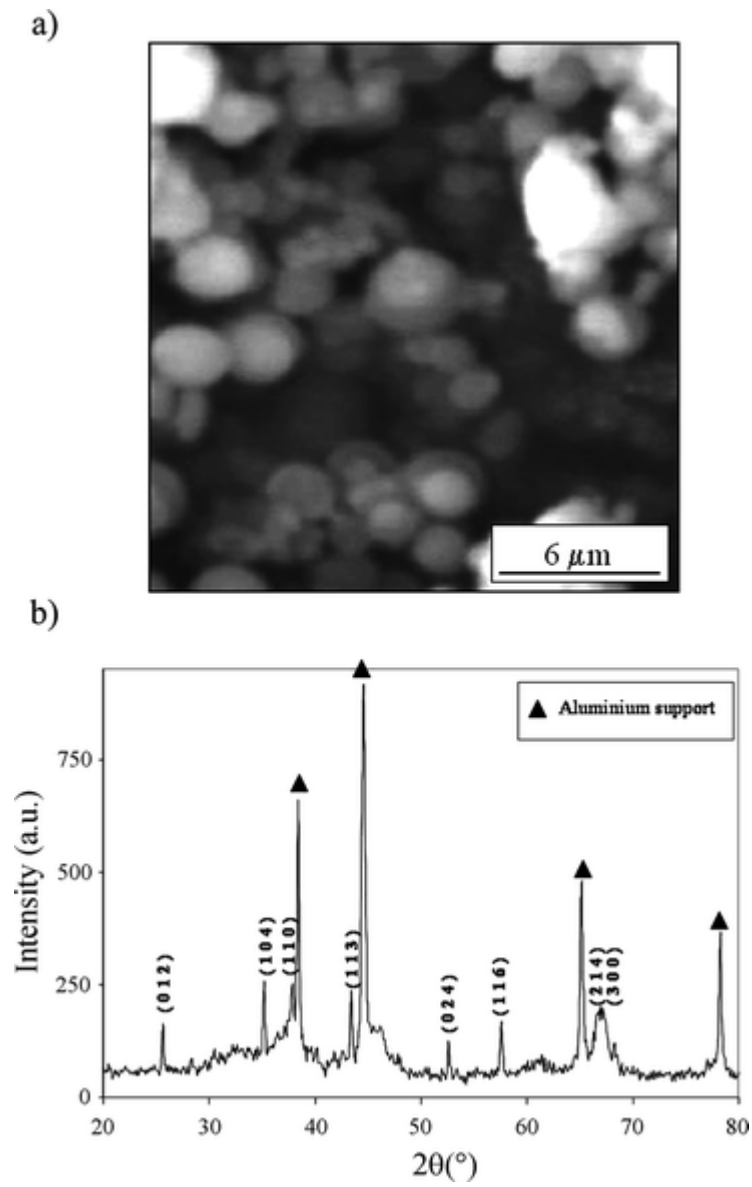 a)
6 μm
b)
▲ Aluminium support
Intensity (a.u.)
750
500
250
0
(012)
(104)
(110)
(113)
(024)
(116)
(214)
(300)
20 30 40 50 60 70 80
2θ(°)